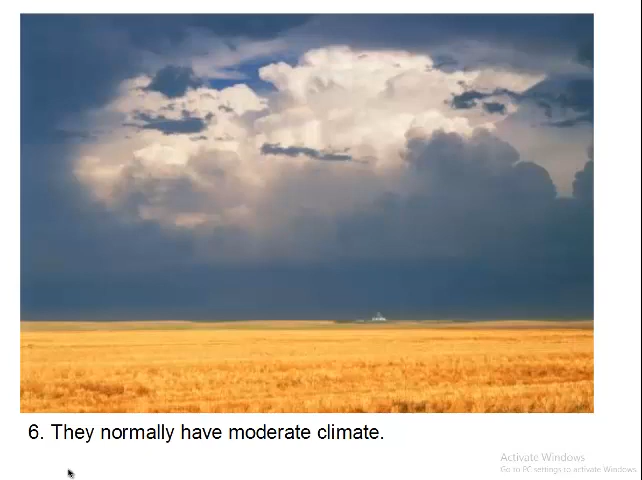 6. They normally have moderate climate.
Activate Windows
Go to PC settings to activate Windows.